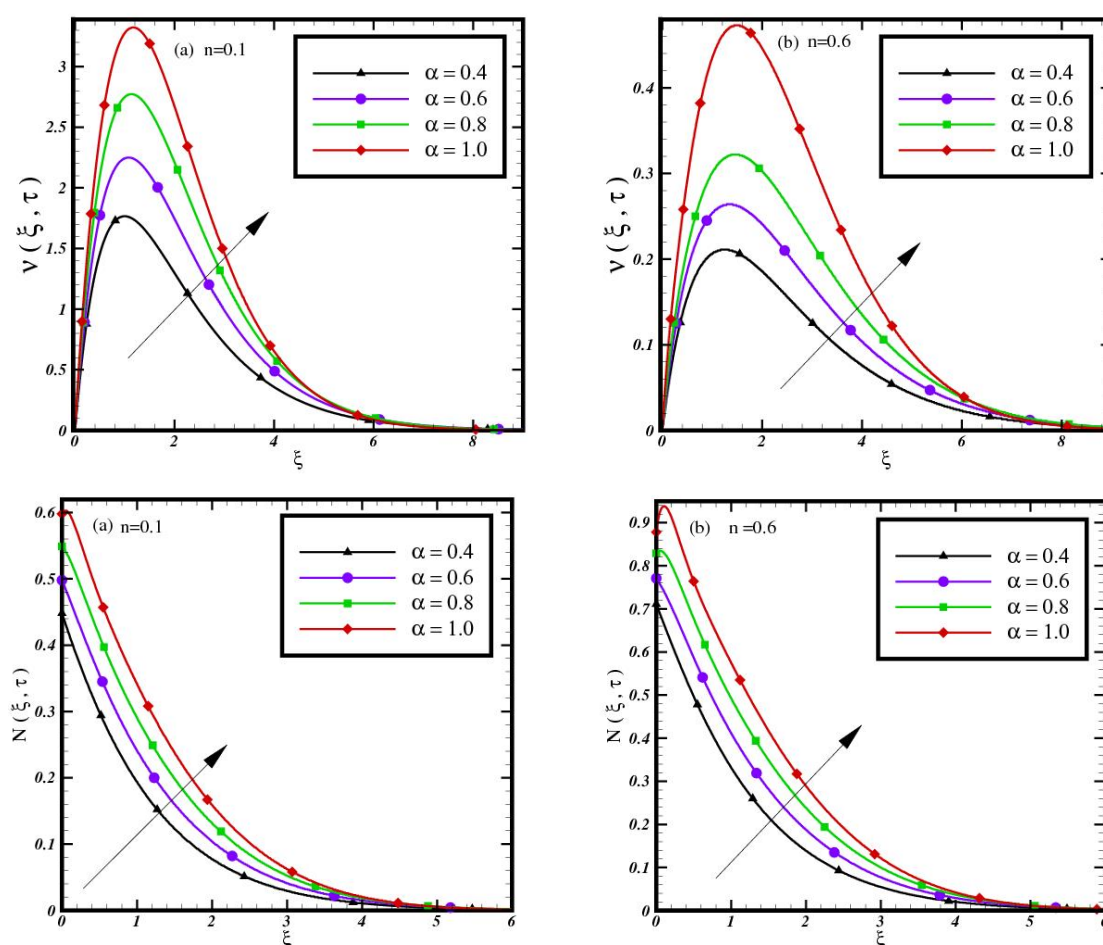 (a) n=0.1
α = 0.4
α = 0.6
α = 0.8
α = 1.0
ν ( ξ , τ )
3
2.5
2
1.5
1
0.5
0
0 2 4 6 8
ξ
(b) n=0.6
α = 0.4
α = 0.6
α = 0.8
α = 1.0
ν ( ξ , τ )
0.4
0.3
0.2
0.1
0
0 2 4 6 8
ξ
(a) n=0.1
α = 0.4
α = 0.6
α = 0.8
α = 1.0
N ( ξ , τ )
0.6
0.5
0.4
0.3
0.2
0.1
0
0 1 2 3 4 5 6
ξ
(b) n =0.6
α = 0.4
α = 0.6
α = 0.8
α = 1.0
N ( ξ , τ )
0.9
0.8
0.7
0.6
0.5
0.4
0.3
0.2
0.1
0
0 1 2 3 4 5 6
ξ